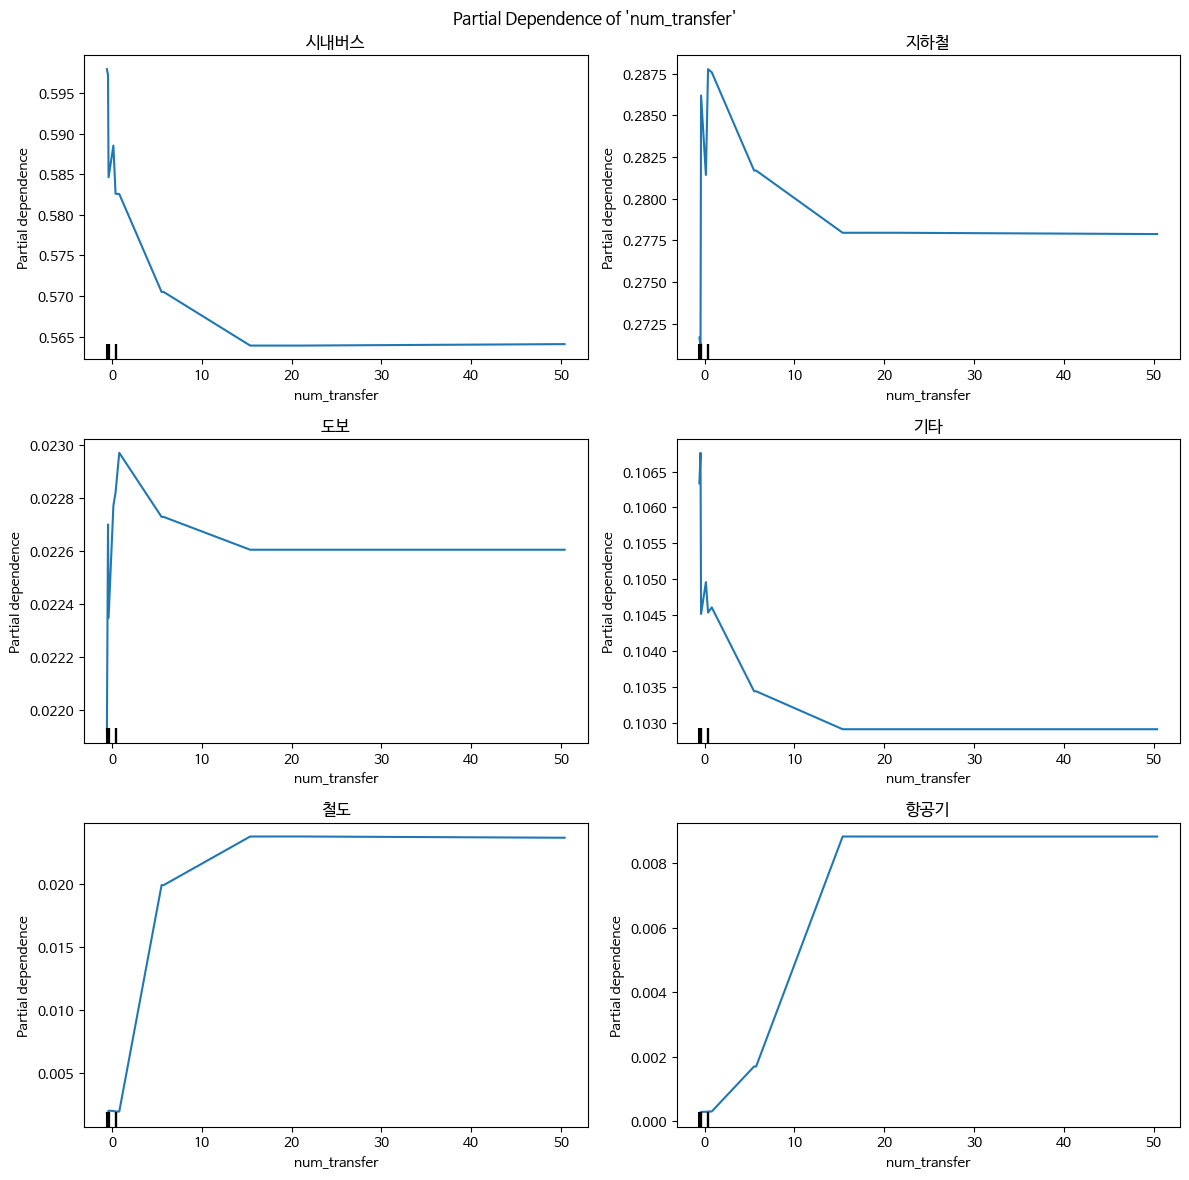 Partial Dependence of 'num_transfer'
시내버스
Partial dependence
0.595
0.590
0.585
0.580
0.575
0.570
0.565
0 10 20 30 40 50
num_transfer
지하철
Partial dependence
0.2875
0.2850
0.2825
0.2800
0.2775
0.2750
0.2725
0 10 20 30 40 50
num_transfer
도보
Partial dependence
0.0230
0.0228
0.0226
0.0224
0.0222
0.0220
0 10 20 30 40 50
num_transfer
기타
Partial dependence
0.1065
0.1060
0.1055
0.1050
0.1045
0.1040
0.1035
0.1030
0 10 20 30 40 50
num_transfer
철도
Partial dependence
0.020
0.015
0.010
0.005
0 10 20 30 40 50
num_transfer
항공기
Partial dependence
0.008
0.006
0.004
0.002
0.000
0 10 20 30 40 50
num_transfer